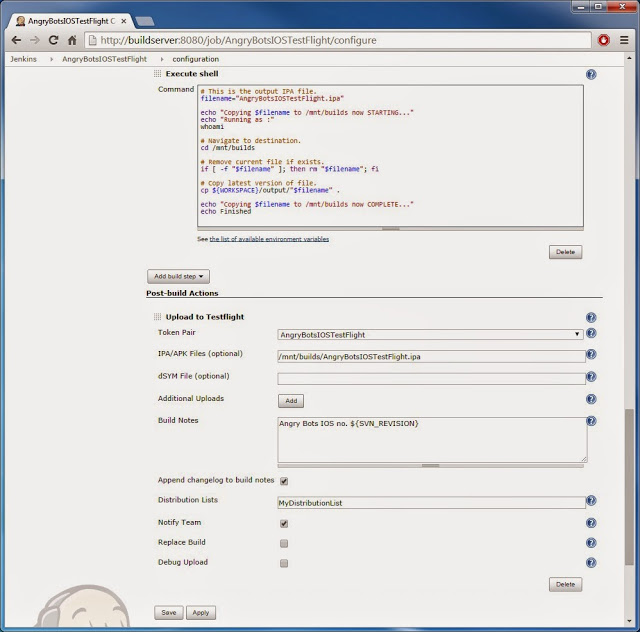 AngryBotsIOSTestFlight C
http://buildserver:8080/job/AngryBotsIOSTestFlight/configure
Jenkins AngryBotsIOSTestFlight configuration
Execute shell
Command
# This is the output IPA file.
filename="AngryBotsIOSTestFlight.ipa"
echo "Copying $filename to /mnt/builds now STARTING..."
echo "Running as :"
whoami
# Navigate to destination.
cd /mnt/builds
# Remove current file if exists.
if [ -f "$filename" ]; then rm "$filename"; fi
# Copy latest version of file.
cp ${WORKSPACE}/output/"$filename" .
echo "Copying $filename to /mnt/builds now COMPLETE..."
echo Finished
See the list of available environment variables
Delete
Add build step
Post-build Actions
Upload to Testflight
Token Pair AngryBotsIOSTestFlight
IPA/APK Files (optional) /mnt/builds/AngryBotsIOSTestFlight.ipa
dSYM File (optional)
Additional Uploads Add
Build Notes Angry Bots IOS no. ${SVN_REVISION}
Append changelog to build notes
Distribution Lists MyDistributionList
Notify Team
Replace Build
Debug Upload
Delete
Save Apply